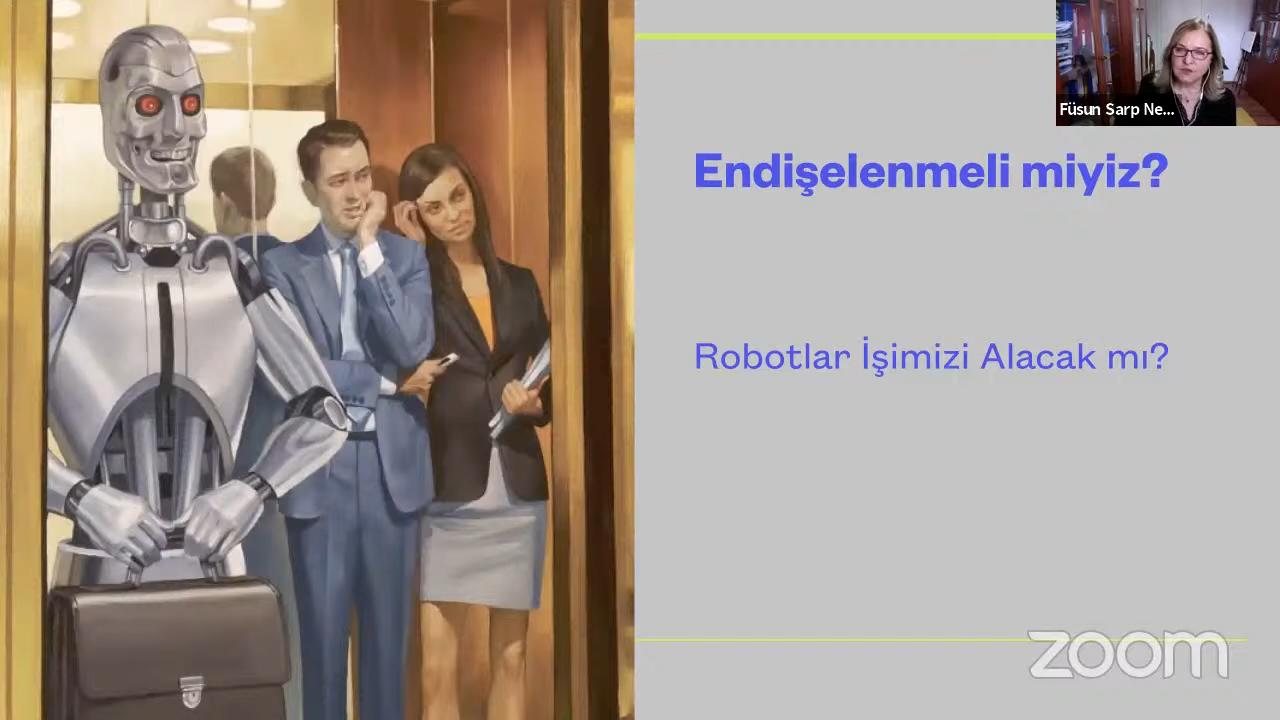 Füsun Sarp Ne...
Endişelenmeli miyiz?
Robotlar İşimizi Alacak mı?
zoom